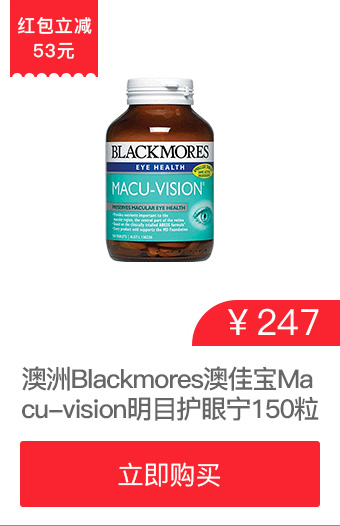 红包立减
53元
BLACKMORES
EYE HEALTH
MACU-VISION®
PRESERVES MACULAR EYE HEALTH
¥ 247
澳洲Blackmores澳佳宝Ma
cu-vision明目护眼宁150粒
立即购买